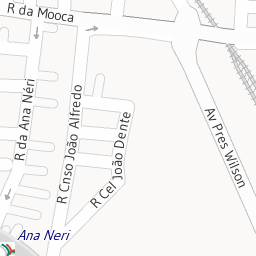 R da Mooca
R da Ana Néri
R Cnso João Alfredo
R Cel João Dente
Av Pres Wilson
Ana Neri